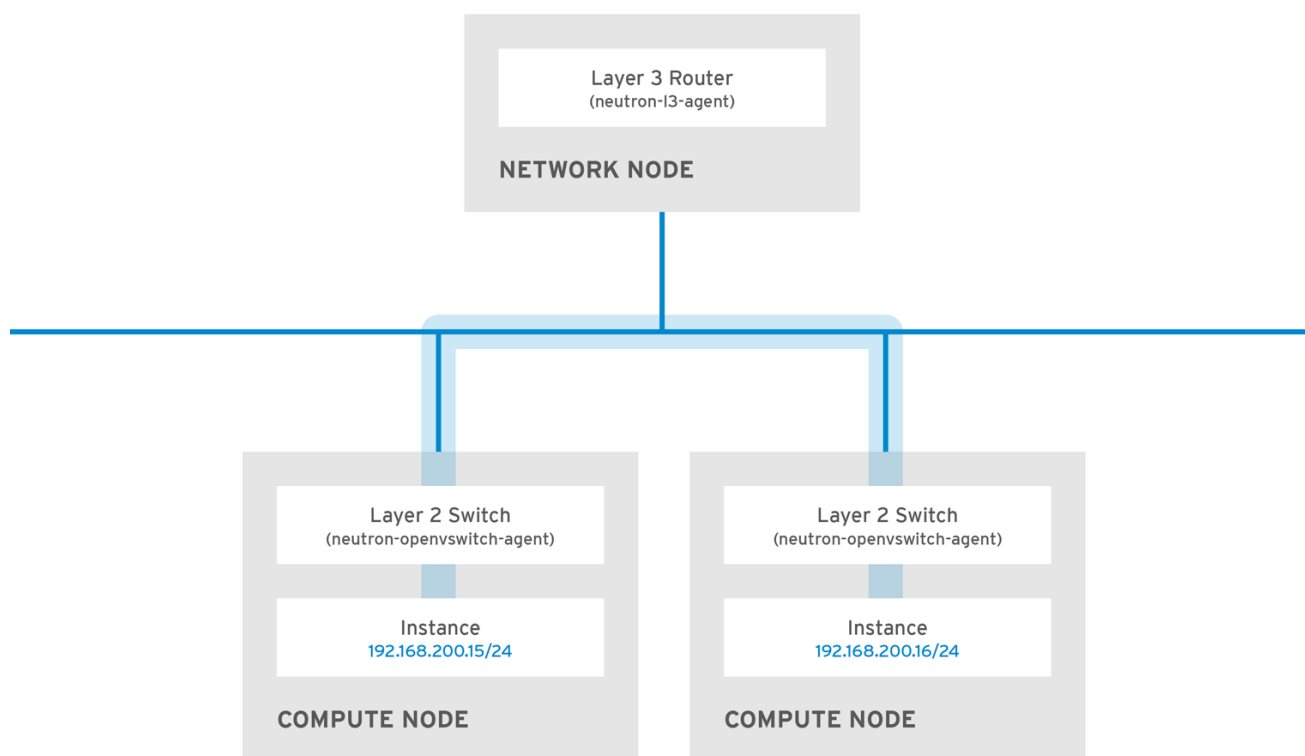 Layer 3 Router
(neutron-l3-agent)
NETWORK NODE
Layer 2 Switch
(neutron-openvswitch-agent)
Instance
192.168.200.15/24
COMPUTE NODE
Layer 2 Switch
(neutron-openvswitch-agent)
Instance
192.168.200.16/24
COMPUTE NODE